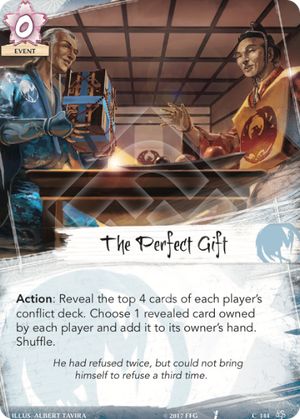 0
EVENT
The Perfect Gift
Action: Reveal the top 4 cards of each player's
conflict deck. Choose 1 revealed card owned
by each player and add it to its owner's hand.
Shuffle.
He had refused twice, but could not bring
himself to refuse a third time.
ILLUS-ALBERT TAVIRA © 2017 FFG C 144